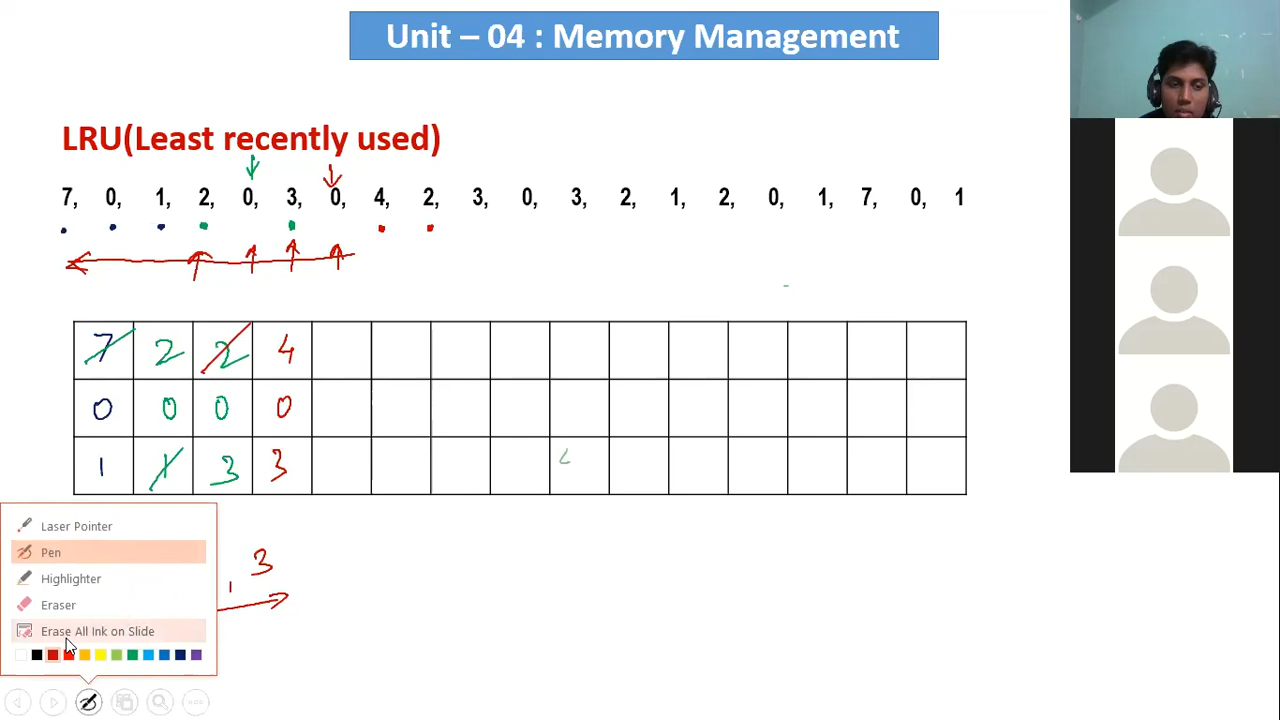 Unit – 04 : Memory Management
LRU(Least recently used)
7, 0, 1, 2, 0, 3, 0, 4, 2, 3, 0, 3, 2, 1, 2, 0, 1, 7, 0, 1
7 2 2 4
0 0 0 0
1 1 3 3
, 3
Laser Pointer
Pen
Highlighter
Eraser
Erase All Ink on Slide